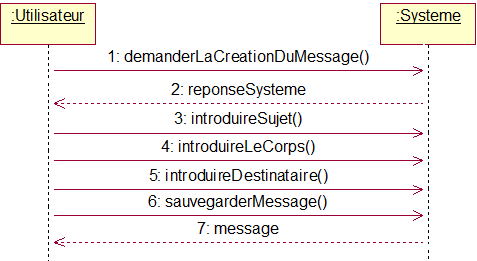 :Utilisateur
:Systeme
1: demanderLaCreationDuMessage()
2: reponseSysteme
3: introduireSujet()
4: introduireLeCorps()
5: introduireDestinataire()
6: sauvegarderMessage()
7: message